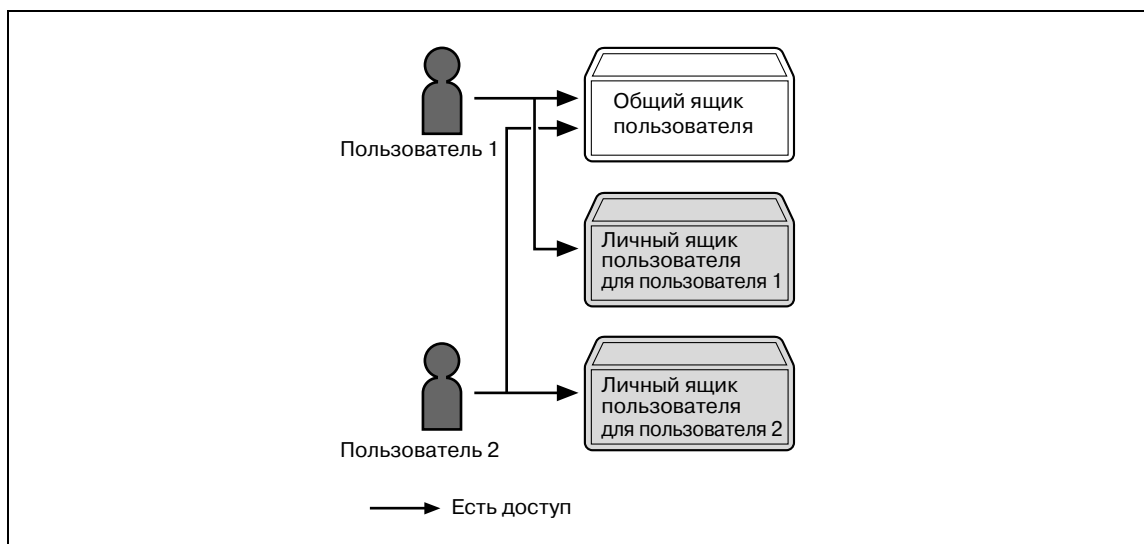 Пользователь 1
Общий ящик
пользователя
Личный ящик
пользователя
для пользователя 1
Пользователь 2
Личный ящик
пользователя
для пользователя 2
Есть доступ